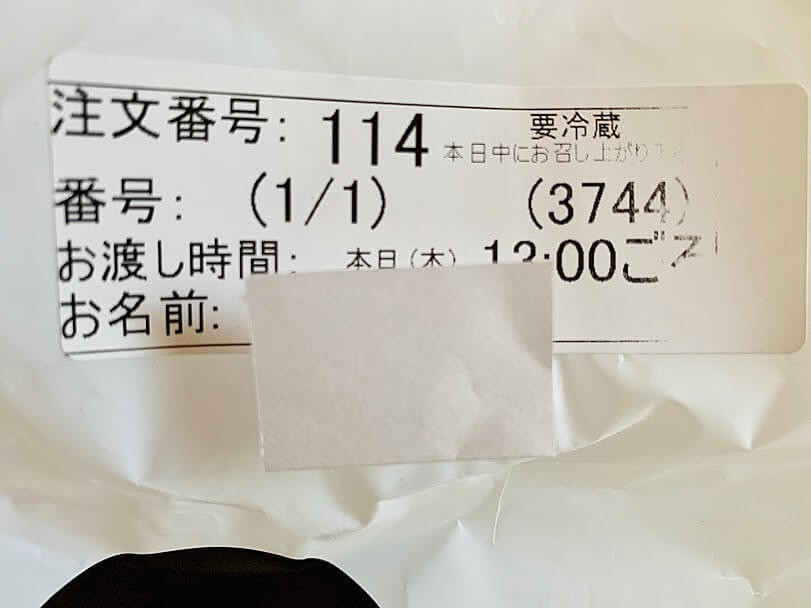 注文番号: 114 要冷蔵
本日中にお召し上がり
番号: (1/1) (3744)
お渡し時間: 本日(木) 13:00ごろ
お名前: